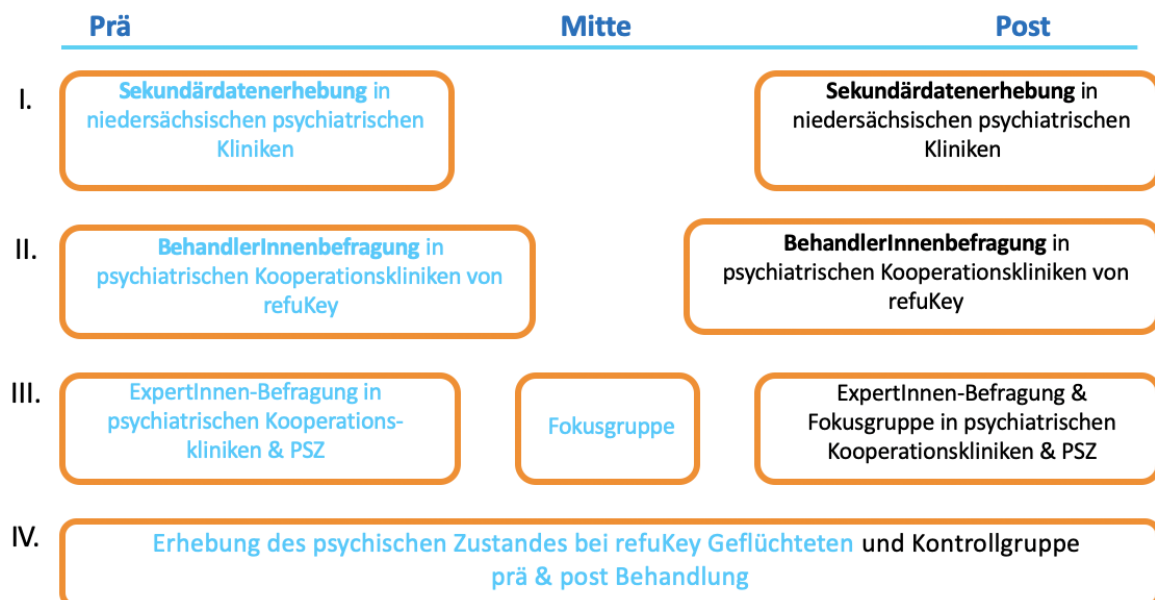 Prä Mitte Post
I.
Sekundärdatenerhebung in
niedersächsischen psychiatrischen
Kliniken
Sekundärdatenerhebung in
niedersächsischen psychiatrischen
Kliniken
II.
BehandlerInnenbefragung in
psychiatrischen Kooperationskliniken von
refuKey
BehandlerInnenbefragung in
psychiatrischen Kooperationskliniken von
refuKey
III.
ExpertInnen-Befragung in
psychiatrischen Kooperations-
kliniken & PSZ
Fokusgruppe
ExpertInnen-Befragung &
Fokusgruppe in psychiatrischen
Kooperationskliniken & PSZ
IV.
Erhebung des psychischen Zustandes bei refuKey Geflüchteten und Kontrollgruppe
prä & post Behandlung